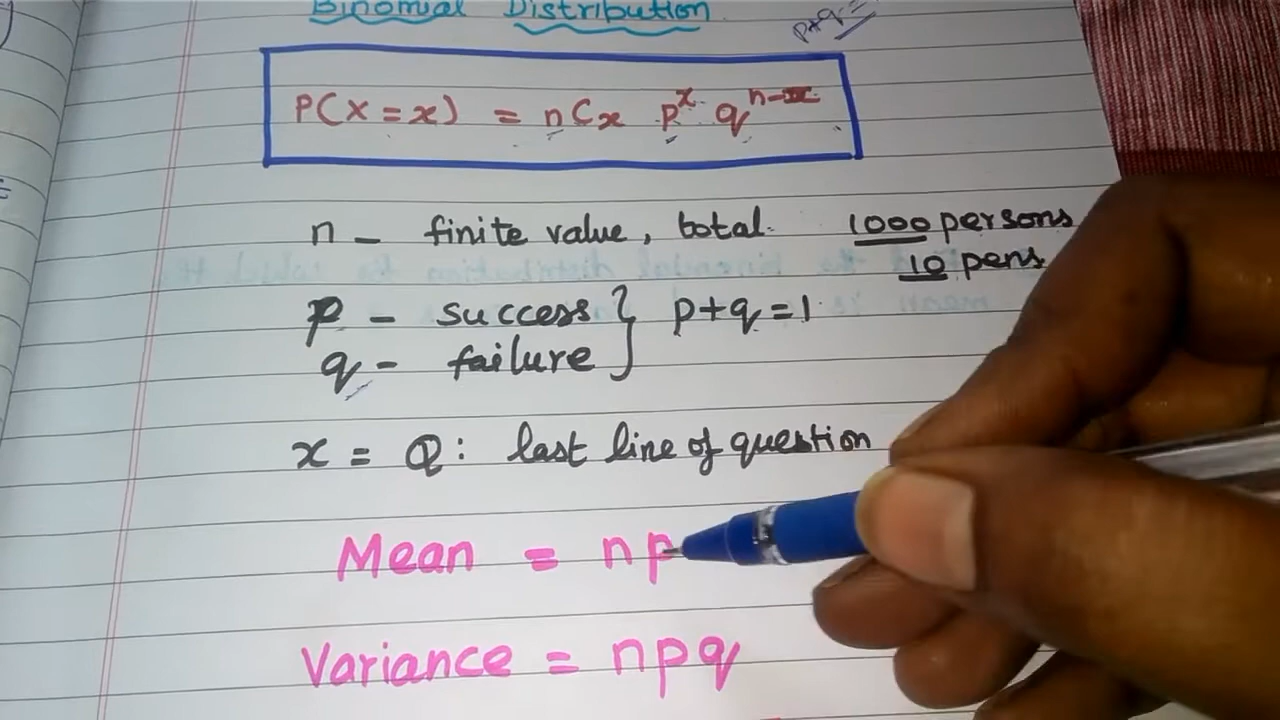 Binomial Distribution
p+q=
P(X=x) = nCx p^x q^n-x
n - finite value, total. 1000 persons
10 pens
p - success } p+q=1
q - failure
x = Q: last line of question
Mean = np
Variance = npq